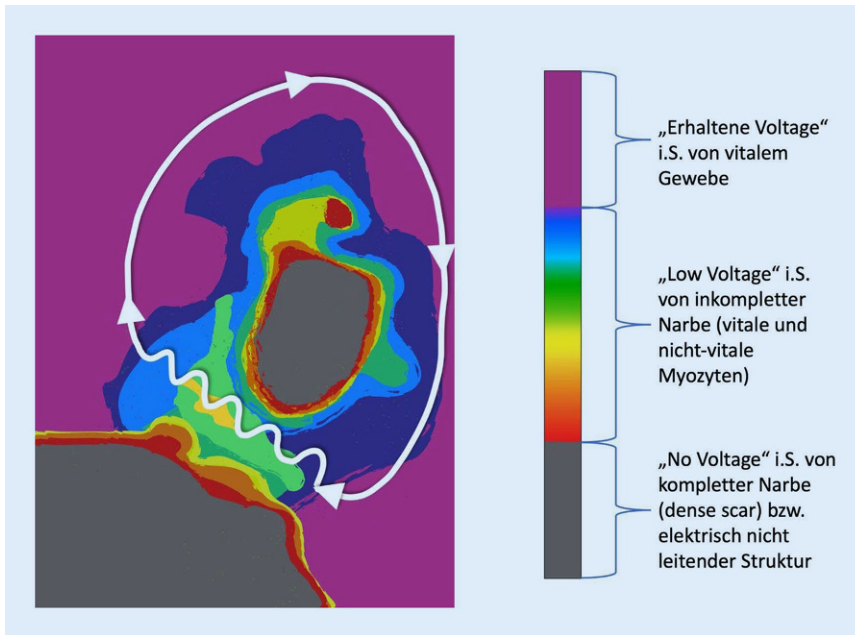 „Erhaltene Voltage“
i.S. von vitalem
Gewebe
„Low Voltage“ i.S.
von inkompletter
Narbe (vitale und
nicht-vitale
Myozyten)
„No Voltage“ i.S. von
kompletter Narbe
(dense scar) bzw.
elektrisch nicht
leitender Struktur